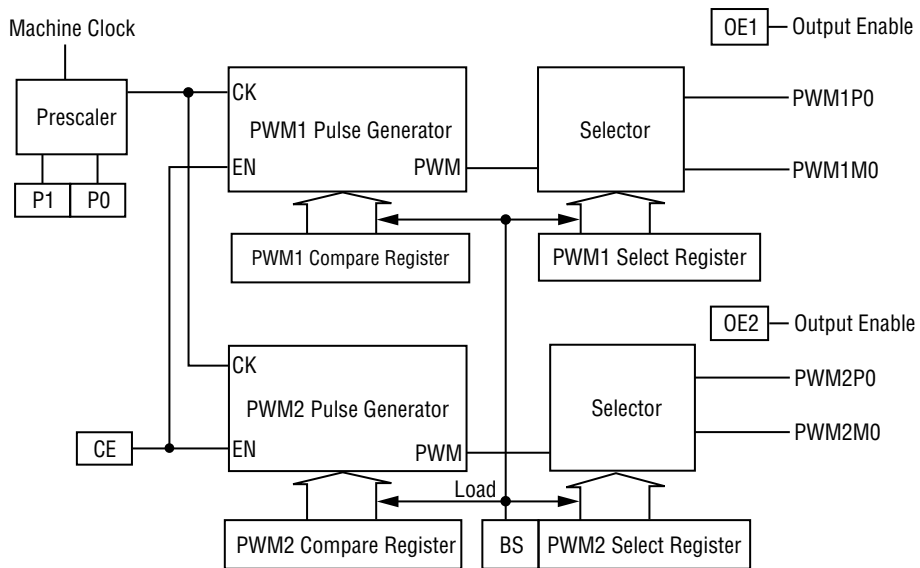 OE1 Output Enable
Machine Clock
Prescaler
P1 P0
CK
PWM1 Pulse Generator
EN
PWM
Selector
PWM1P0
PWM1M0
PWM1 Compare Register
PWM1 Select Register
OE2 Output Enable
CK
PWM2 Pulse Generator
EN
PWM
Selector
PWM2P0
PWM2M0
CE
Load
PWM2 Compare Register
BS
PWM2 Select Register